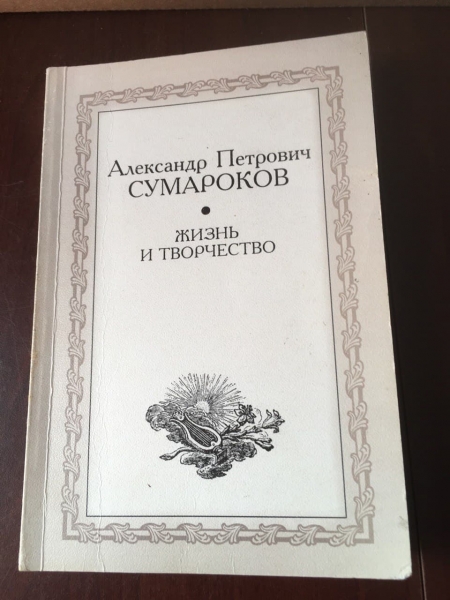 Александр Петрович
СУМАРОКОВ
•
ЖИЗНЬ
И ТВОРЧЕСТВО